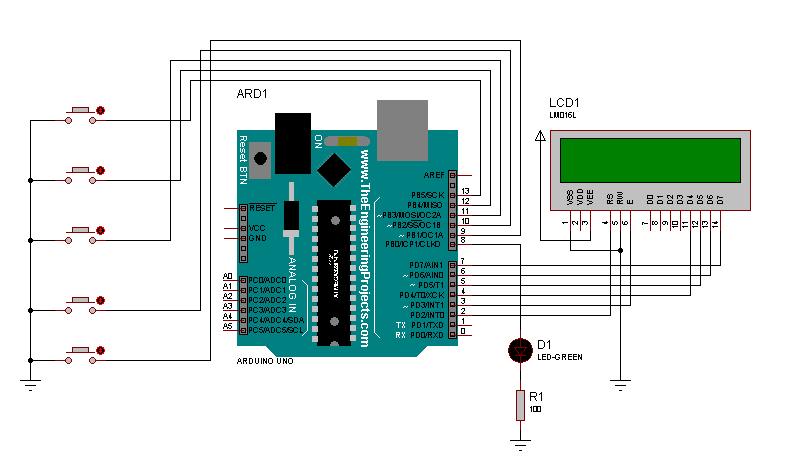 ARD1
LCD1
LM016L
Reset BTN
ON
www.TheEngineeringProjects.com
ANALOG IN
RESET
VCC
GND
A0 PC0/ADC0
A1 PC1/ADC1
A2 PC2/ADC2
A3 PC3/ADC3
A4 PC4/ADC4/SDA
A5 PC5/ADC5/SCL
ARDUINO UNO
AREF
PB5/SCK 13
PB4/MISO 12
~PB3/MOSI/OC2A 11
~PB2/SS/OC1B 10
~PB1/OC1A 9
PB0/ICP1/CLKO 8
PD7/AIN1 7
~PD6/AIN0 6
~PD5/T1 5
PD4/T0/XCK 4
~PD3/INT1 3
PD2/INT0 2
TX PD1/TXD 1
RX PD0/RXD 0
VSS VDD VEE RS RW E D0 D1 D2 D3 D4 D5 D6 D7
1 2 3 4 5 6 7 8 9 10 11 12 13 14
D1
LED-GREEN
R1
100